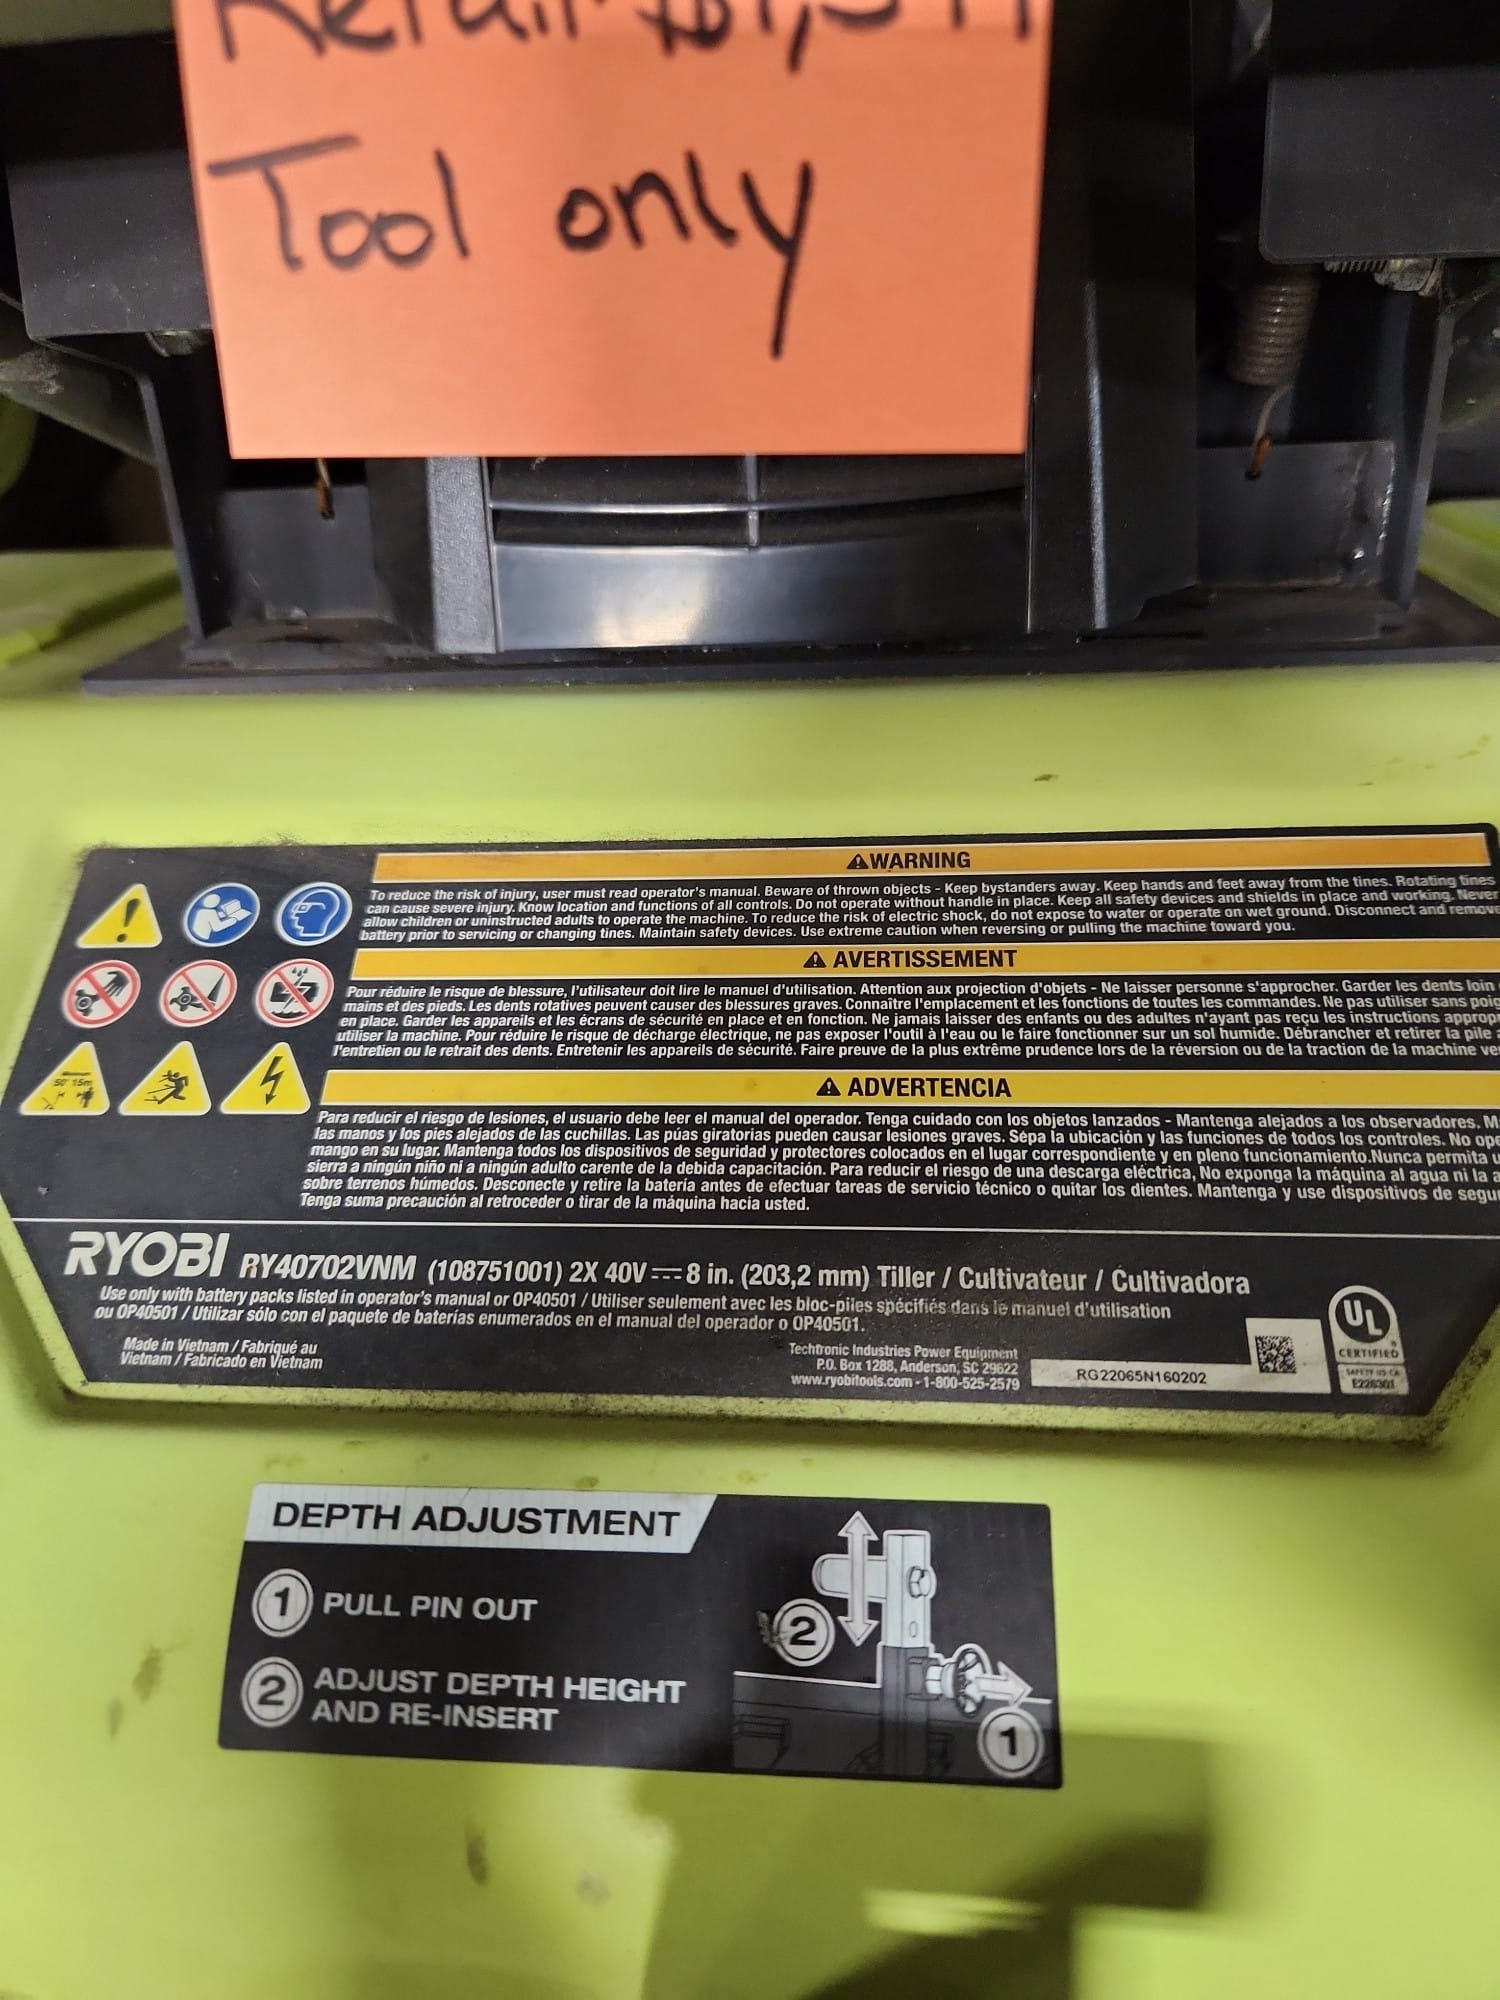 Retail
Tool only
⚠WARNING
To reduce the risk of injury, user must read operator's manual. Beware of thrown objects - Keep bystanders away. Keep hands and feet away from the tines. Rotating tines
can cause severe injury. Know location and functions of all controls. Do not operate without handle in place. Keep all safety devices and shields in place and working. Never
allow children or uninstructed adults to operate the machine. To reduce the risk of electric shock, do not expose to water or operate on wet ground. Disconnect and remove
battery prior to servicing or changing tines. Maintain safety devices. Use extreme caution when reversing or pulling the machine toward you.
⚠ AVERTISSEMENT
Pour réduire le risque de blessure, l'utilisateur doit lire le manuel d'utilisation. Attention aux projection d'objets - Ne laisser personne s'approcher. Garder les dents loin
mains et des pieds. Les dents rotatives peuvent causer des blessures graves. Connaître l'emplacement et les fonctions de toutes les commandes. Ne pas utiliser sans poig
en place. Garder les appareils et les écrans de sécurité en place et en fonction. Ne jamais laisser des enfants ou des adultes n'ayant pas reçu les instructions approp
utiliser la machine. Pour réduire le risque de décharge électrique, ne pas exposer l'outil à l'eau ou le faire fonctionner sur un sol humide. Débrancher et retirer la pile
l'entretien ou le retrait des dents. Entretenir les appareils de sécurité. Faire preuve de la plus extrême prudence lors de la réversion ou de la traction de la machine ve
⚠ ADVERTENCIA
Para reducir el riesgo de lesiones, el usuario debe leer el manual del operador. Tenga cuidado con los objetos lanzados - Mantenga alejados a los observadores. M
las manos y los pies alejados de las cuchillas. Las púas giratorias pueden causar lesiones graves. Sépa la ubicación y las funciones de todos los controles. No ope
mango en su lugar. Mantenga todos los dispositivos de seguridad y protectores colocados en el lugar correspondiente y en pleno funcionamiento.Nunca permita u
sierra a ningún niño ni a ningún adulto carente de la debida capacitación. Para reducir el riesgo de una descarga eléctrica, No exponga la máquina al agua ni la a
sobre terrenos húmedos. Desconecte y retire la batería antes de efectuar tareas de servicio técnico o quitar los dientes. Mantenga y use dispositivos de segu
Tenga suma precaución al retroceder o tirar de la máquina hacia usted.
50' 15m
RYOBI RY40702VNM (108751001) 2X 40V⎓8 in. (203,2 mm) Tiller / Cultivateur / Cultivadora
Use only with battery packs listed in operator's manual or OP40501 / Utiliser seulement avec les bloc-piles spécifiés dans le manuel d'utilisation
ou OP40501 / Utilizar sólo con el paquete de baterías enumerados en el manual del operador o OP40501.
Made in Vietnam / Fabriqué au
Vietnam / Fabricado en Vietnam
Techtronic Industries Power Equipment
P.O. Box 1288, Anderson, SC 29622
www.ryobitools.com - 1-800-525-2579
RG22065N160202
UL
®
CERTIFIED
SAFETY US-CA
E226301
DEPTH ADJUSTMENT
1 PULL PIN OUT
2 ADJUST DEPTH HEIGHT
AND RE-INSERT
2
1